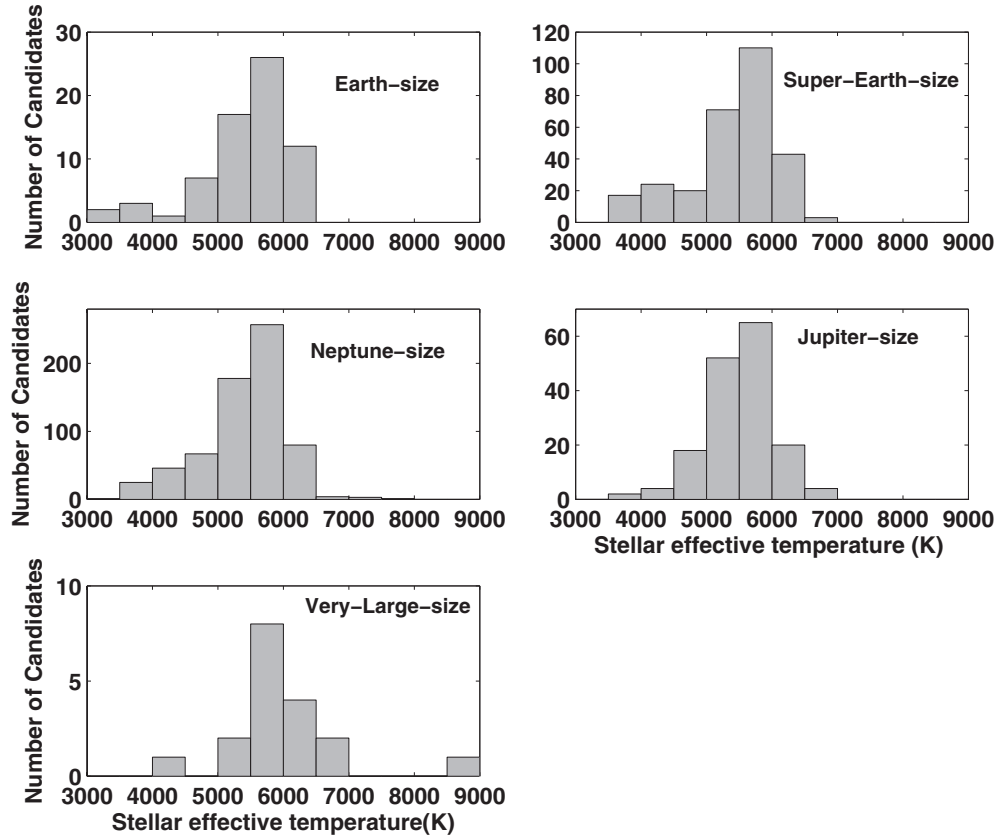 Number of Candidates
30
20
10
0
3000 4000 5000 6000 7000 8000 9000
Earth−size
120
100
80
60
40
20
0
3000 4000 5000 6000 7000 8000 9000
Super−Earth−size
Number of Candidates
200
100
0
3000 4000 5000 6000 7000 8000 9000
Neptune−size
60
40
20
0
3000 4000 5000 6000 7000 8000 9000
Jupiter−size
Stellar effective temperature (K)
Number of Candidates
10
5
0
3000 4000 5000 6000 7000 8000 9000
Very−Large−size
Stellar effective temperature(K)